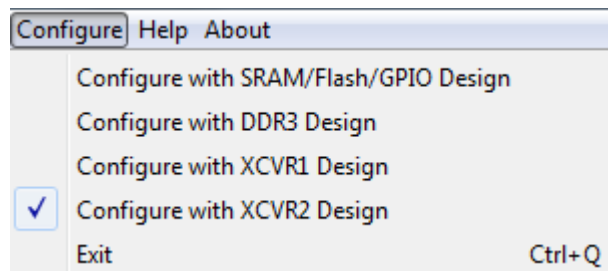 Configure Help About
Configure with SRAM/Flash/GPIO Design
Configure with DDR3 Design
Configure with XCVR1 Design
Configure with XCVR2 Design
Exit Ctrl+Q